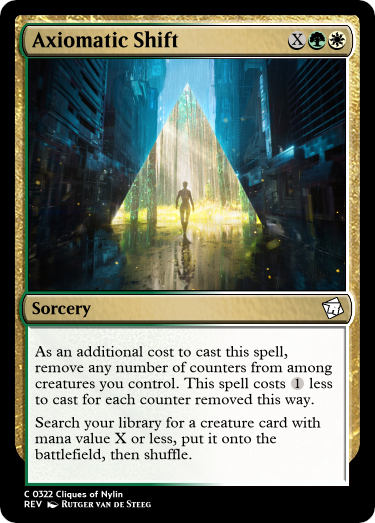 Axiomatic Shift X
Sorcery
As an additional cost to cast this spell,
remove any number of counters from among
creatures you control. This spell costs 1 less
to cast for each counter removed this way.
Search your library for a creature card with
mana value X or less, put it onto the
battlefield, then shuffle.
C 0322 Cliques of Nylin
REV Rutger van de Steeg